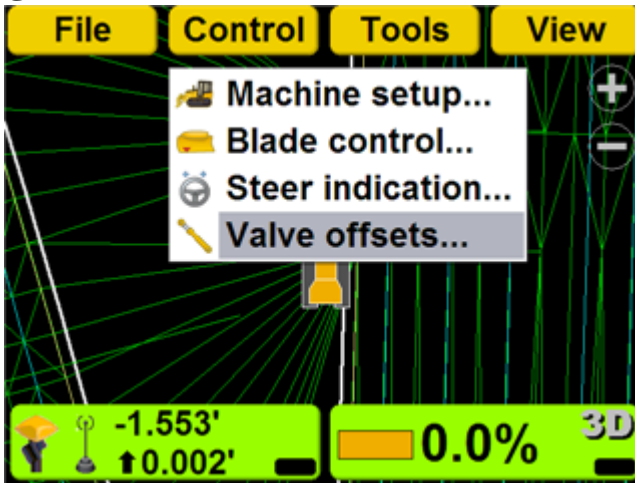 File Control Tools View
Machine setup...
Blade control...
Steer indication...
Valve offsets...
-1.553'
0.002'
0.0%
3D